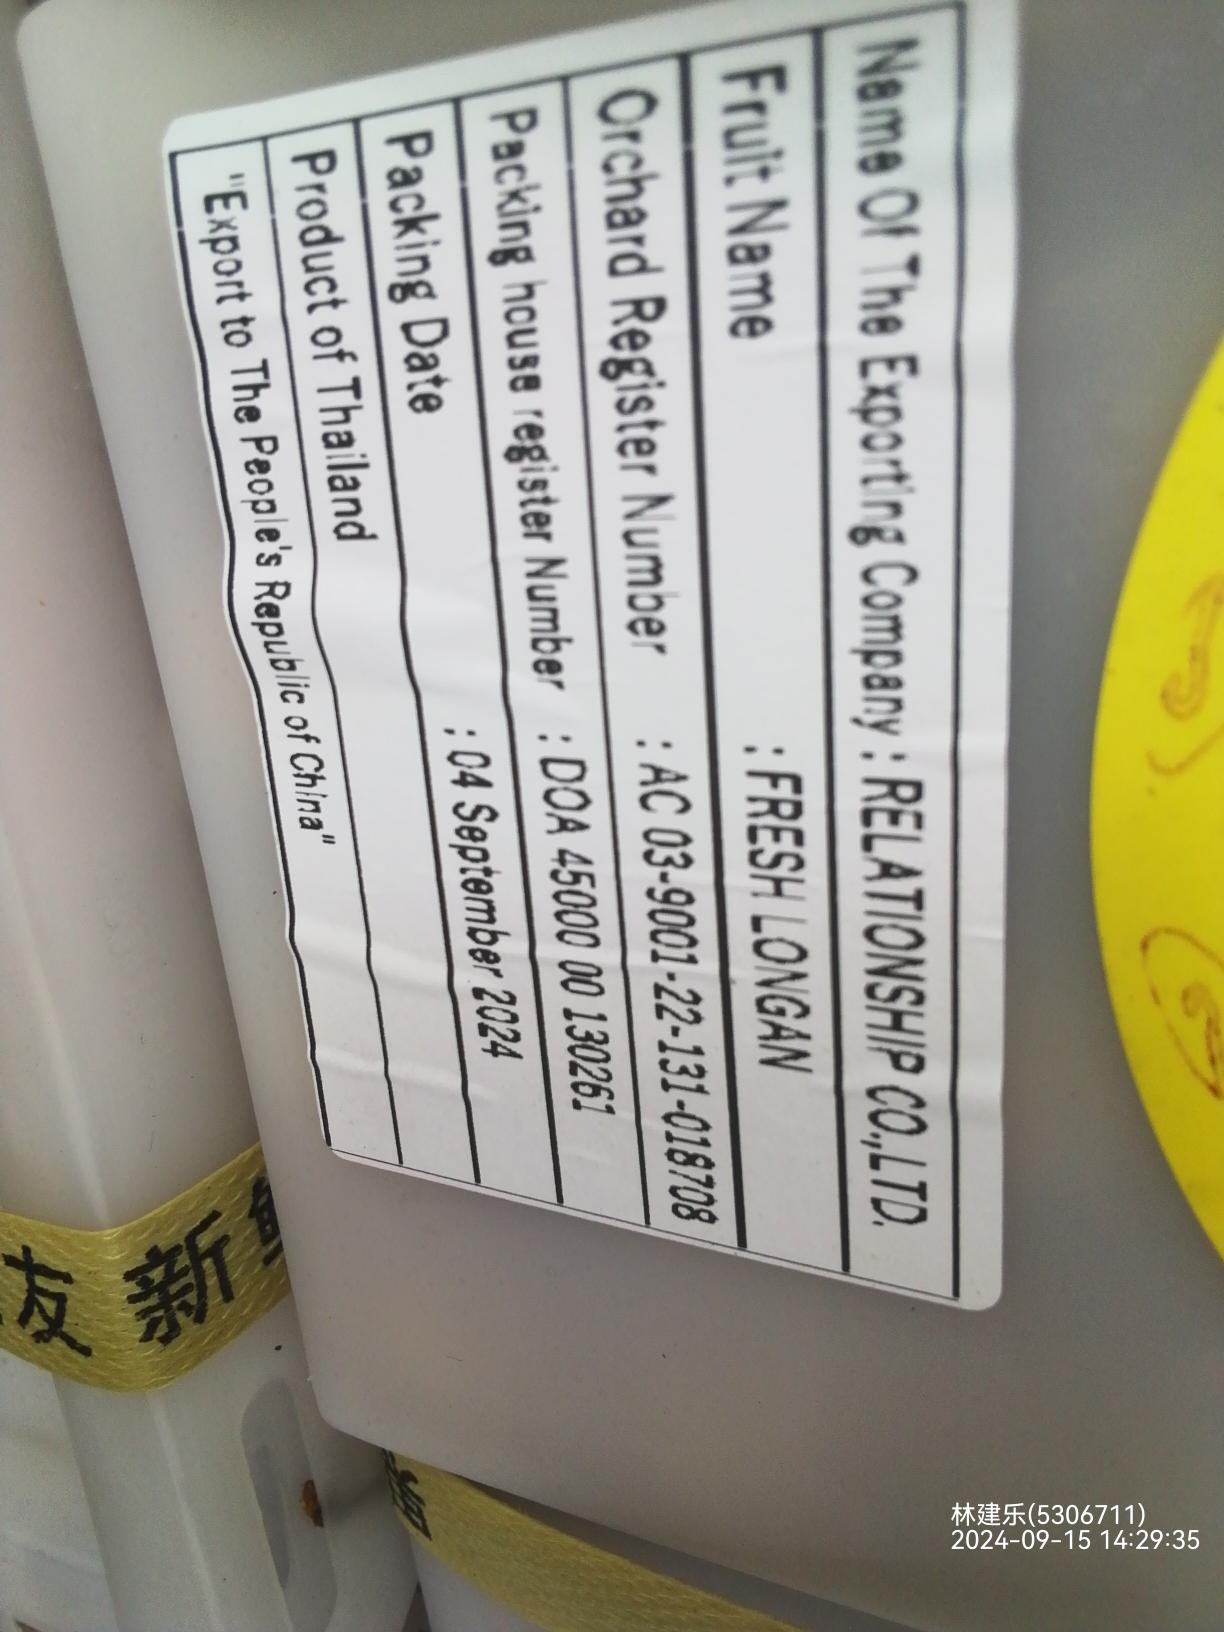 Name Of The Exporting Company : RELATIONSHIP CO.,LTD.
Fruit Name : FRESH LONGAN
Orchard Register Number : AC 03-9001-22-131-018708
Packing house register Number : DOA 45000 00 130261
Packing Date : 04 September 2024
Product of Thailand
"Export to The People's Republic of China"
友 新
林建乐(5306711)
2024-09-15 14:29:35